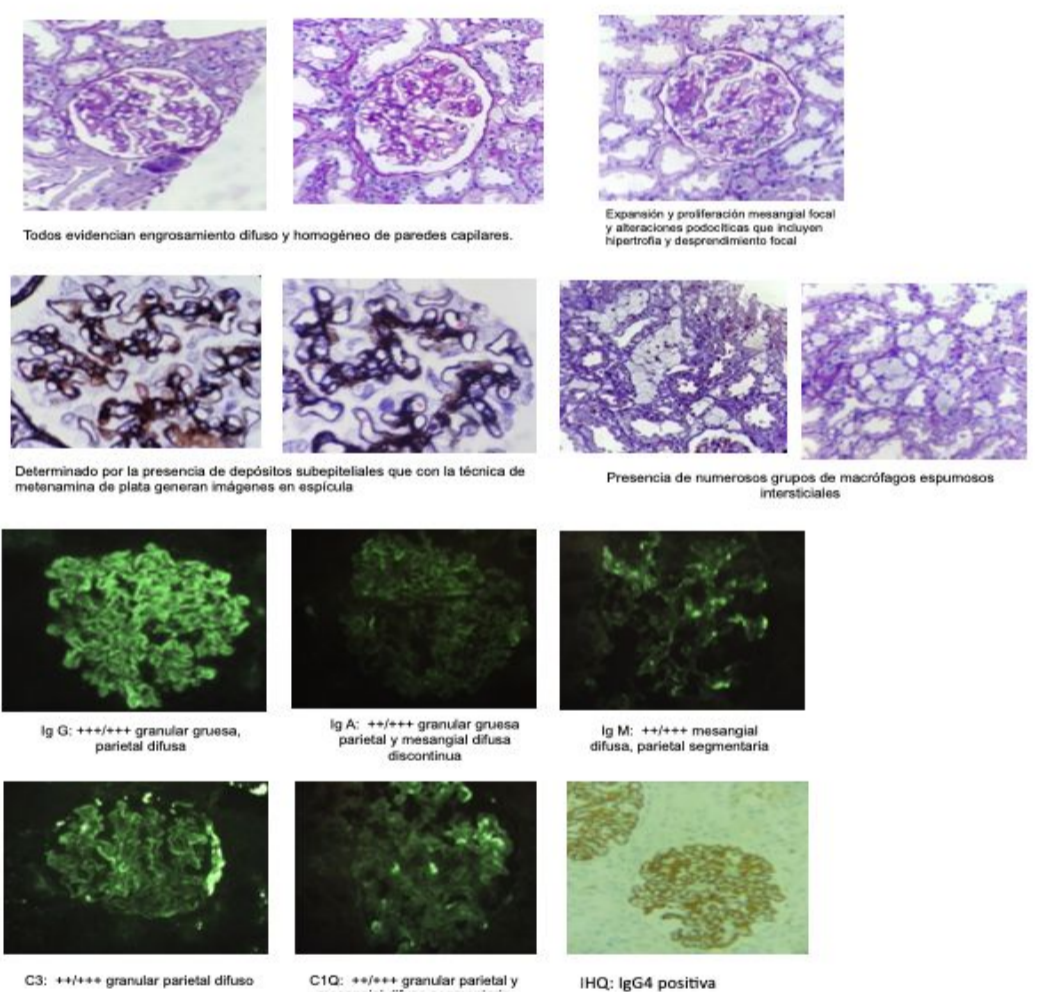 Todos evidencian engrosamiento difuso y homogéneo de paredes capilares.
Expansión y proliferación mesangial focal
y alteraciones podocíticas que incluyen
hipertrofia y desprendimiento focal
Determinado por la presencia de depósitos subepiteliales que con la técnica de
metenamina de plata generan imágenes en espícula
Presencia de numerosos grupos de macrófagos espumosos
intersticiales
Ig G: +++/+++ granular gruesa,
parietal difusa
Ig A: ++/+++ granular gruesa
parietal y mesangial difusa
discontinua
Ig M: ++/+++ mesangial
difusa, parietal segmentaria
C3: ++/+++ granular parietal difuso
C1Q: ++/+++ granular parietal y
IHQ: IgG4 positiva